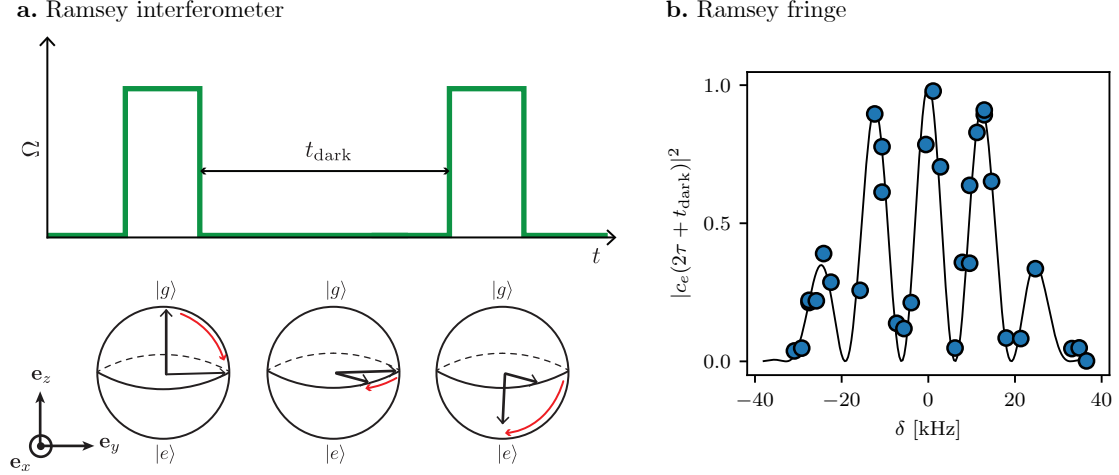 a. Ramsey interferometer
Ω
t_dark
t
|g⟩ |g⟩ |g⟩
|e⟩ |e⟩ |e⟩
e_z
e_y
e_x
b. Ramsey fringe
|c_e(2τ + t_dark)|²
1.0
0.5
0.0
−40 −20 0 20 40
δ [kHz]